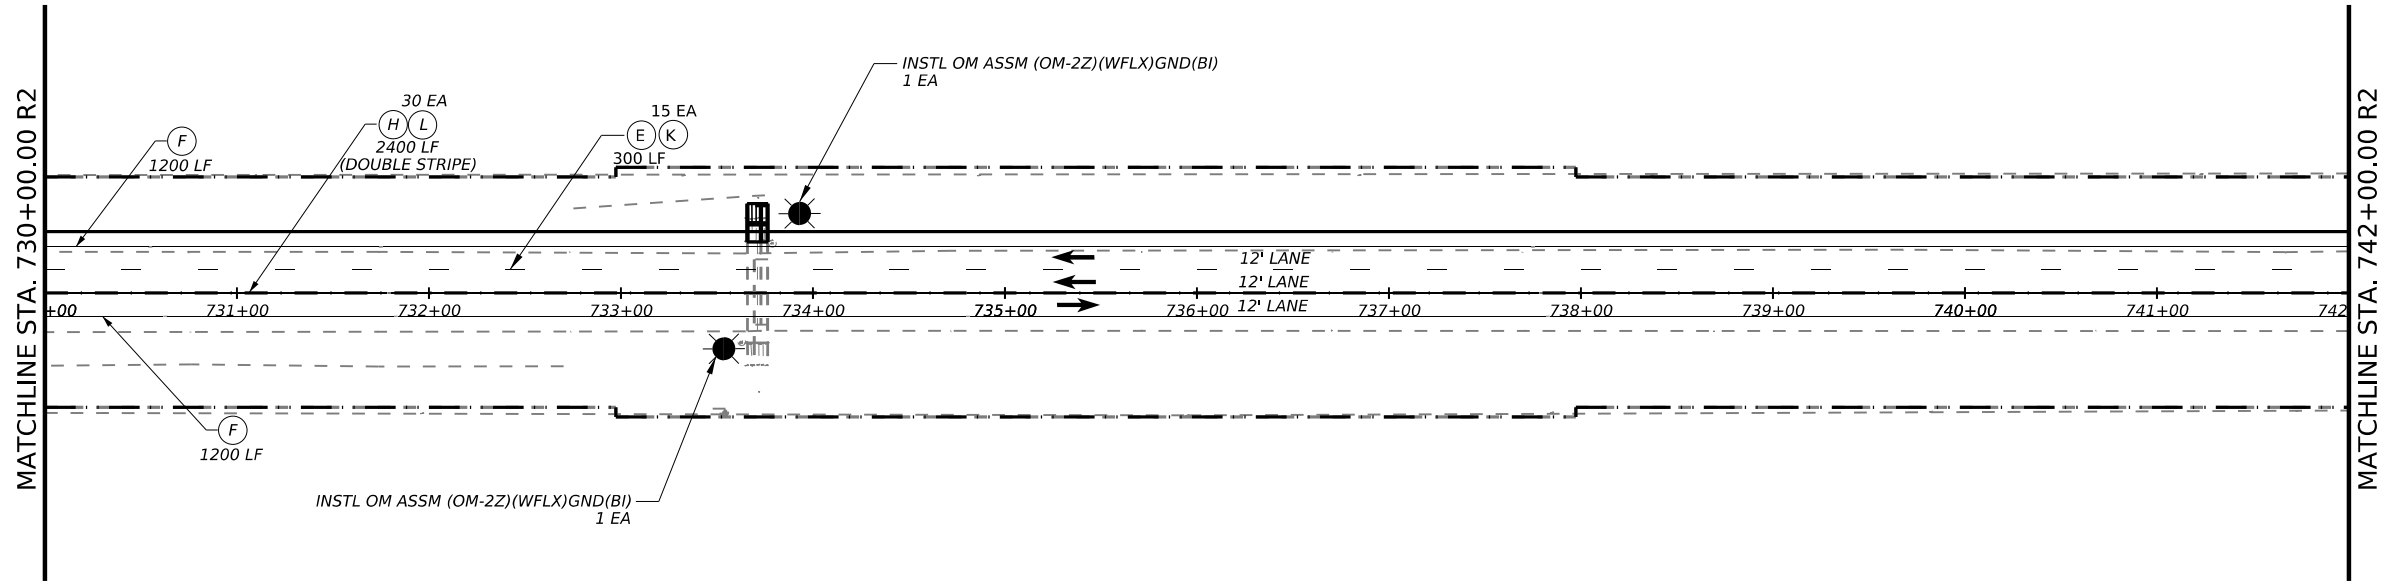 MATCHLINE STA. 730+00.00 R2
INSTL OM ASSM (OM-2Z)(WFLX)GND(BI)
1 EA
30 EA
H L
2400 LF
(DOUBLE STRIPE)
15 EA
E K
300 LF
F
1200 LF
12' LANE
12' LANE
12' LANE
+00 731+00 732+00 733+00 734+00 735+00 736+00 737+00 738+00 739+00 740+00 741+00 742
F
1200 LF
INSTL OM ASSM (OM-2Z)(WFLX)GND(BI)
1 EA
MATCHLINE STA. 742+00.00 R2